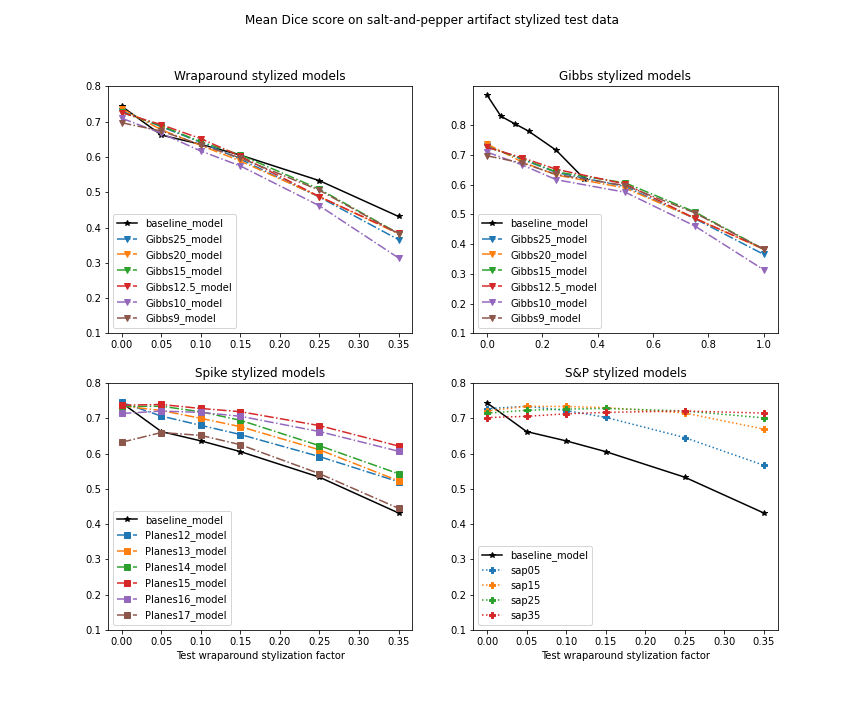 Mean Dice score on salt-and-pepper artifact stylized test data
Wraparound stylized models
0.8
0.7
0.6
0.5
0.4
0.3
0.2
0.1
baseline_model
Gibbs25_model
Gibbs20_model
Gibbs15_model
Gibbs12.5_model
Gibbs10_model
Gibbs9_model
0.00 0.05 0.10 0.15 0.20 0.25 0.30 0.35
Gibbs stylized models
0.8
0.7
0.6
0.5
0.4
0.3
0.2
0.1
baseline_model
Gibbs25_model
Gibbs20_model
Gibbs15_model
Gibbs12.5_model
Gibbs10_model
Gibbs9_model
0.0 0.2 0.4 0.6 0.8 1.0
Spike stylized models
0.8
0.7
0.6
0.5
0.4
0.3
0.2
0.1
baseline_model
Planes12_model
Planes13_model
Planes14_model
Planes15_model
Planes16_model
Planes17_model
0.00 0.05 0.10 0.15 0.20 0.25 0.30 0.35
Test wraparound stylization factor
S&P stylized models
0.8
0.7
0.6
0.5
0.4
0.3
0.2
0.1
baseline_model
sap05
sap15
sap25
sap35
0.00 0.05 0.10 0.15 0.20 0.25 0.30 0.35
Test wraparound stylization factor